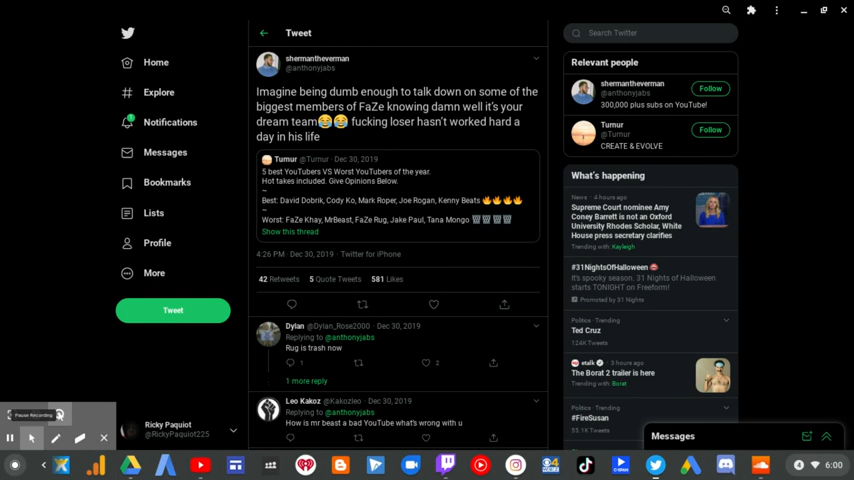 Tweet
Search Twitter
Home
Explore
1
Notifications
Messages
Bookmarks
Lists
Profile
More
Tweet
Ricky Paquiot
@RickyPaquiot225
Pause Recording
shermantheverman
@anthonyjabs
Imagine being dumb enough to talk down on some of the
biggest members of FaZe knowing damn well it's your
dream team😂😂 fucking loser hasn't worked hard a
day in his life
Turnur @Turnur · Dec 30, 2019
5 best YouTubers VS Worst YouTubers of the year.
Hot takes included. Give Opinions Below.
~
Best: David Dobrik, Cody Ko, Mark Roper, Joe Rogan, Kenny Beats 🔥🔥🔥🔥
~
Worst: FaZe Khay, MrBeast, FaZe Rug, Jake Paul, Tana Mongo 🗑🗑🗑🗑
Show this thread
4:26 PM · Dec 30, 2019 · Twitter for iPhone
42 Retweets 5 Quote Tweets 581 Likes
Dylan @Dylan_Rose2000 · Dec 30, 2019
Replying to @anthonyjabs
Rug is trash now
1 2
1 more reply
Leo Kakoz @Kakozleo · Dec 30, 2019
Replying to @anthonyjabs
How is mr beast a bad YouTube what's wrong with u
Relevant people
shermantheverman
@anthonyjabs
Follow
300,000 plus subs on YouTube!
Turnur
@Turnur
Follow
CREATE & EVOLVE
What's happening
News · 4 hours ago
Supreme Court nominee Amy
Coney Barrett is not an Oxford
University Rhodes Scholar, White
House press secretary clarifies
Trending with: Kayleigh
#31NightsOfHalloween
It's spooky season. 31 Nights of Halloween
starts TONIGHT on Freeform!
Promoted by 31 Nights
Politics · Trending
Ted Cruz
124K Tweets
etalk · 3 hours ago
The Borat 2 trailer is here
Trending with: Borat
Politics · Trending
#FireSusan
55.1K Tweets
Messages
4
6:00